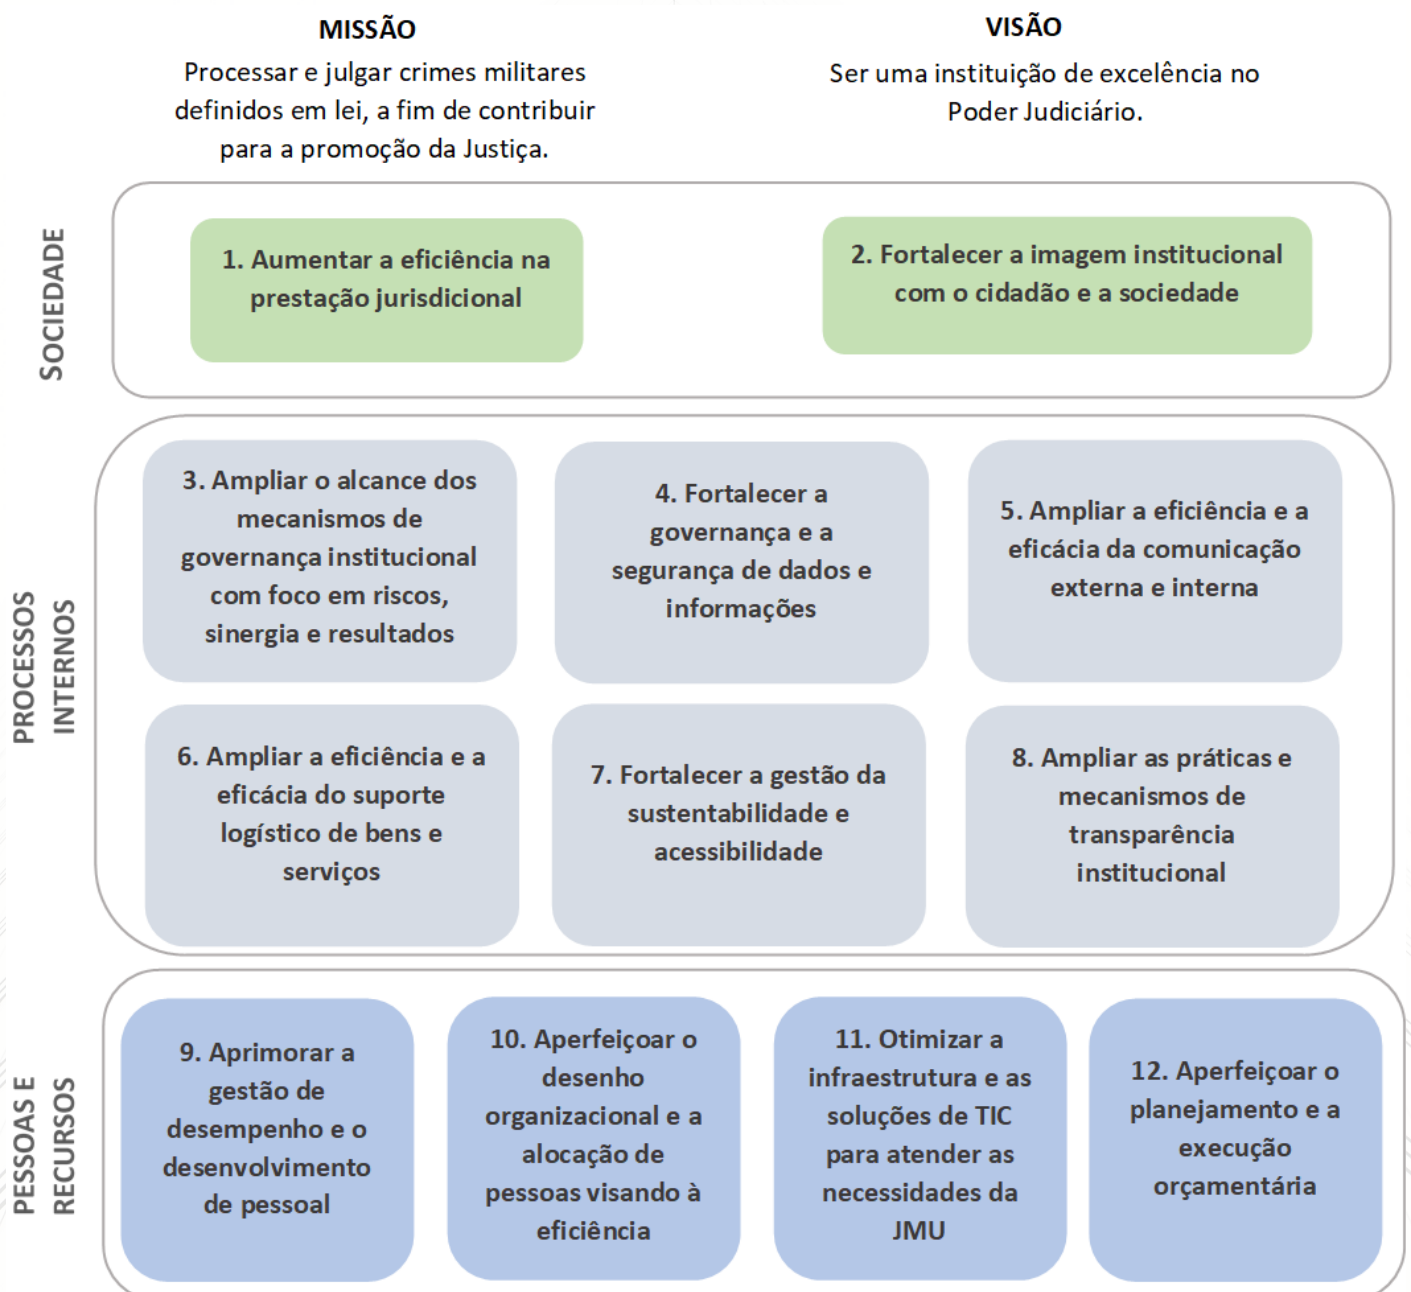 MISSÃO
Processar e julgar crimes militares
definidos em lei, a fim de contribuir
para a promoção da Justiça.
VISÃO
Ser uma instituição de excelência no
Poder Judiciário.
SOCIEDADE
1. Aumentar a eficiência na
prestação jurisdicional
2. Fortalecer a imagem institucional
com o cidadão e a sociedade
PROCESSOS
INTERNOS
3. Ampliar o alcance dos
mecanismos de
governança institucional
com foco em riscos,
sinergia e resultados
4. Fortalecer a
governança e a
segurança de dados e
informações
5. Ampliar a eficiência e a
eficácia da comunicação
externa e interna
6. Ampliar a eficiência e a
eficácia do suporte
logístico de bens e
serviços
7. Fortalecer a gestão da
sustentabilidade e
acessibilidade
8. Ampliar as práticas e
mecanismos de
transparência
institucional
PESSOAS E
RECURSOS
9. Aprimorar a
gestão de
desempenho e o
desenvolvimento
de pessoal
10. Aperfeiçoar o
desenho
organizacional e a
alocação de
pessoas visando à
eficiência
11. Otimizar a
infraestrutura e as
soluções de TIC
para atender as
necessidades da
JMU
12. Aperfeiçoar o
planejamento e a
execução
orçamentária